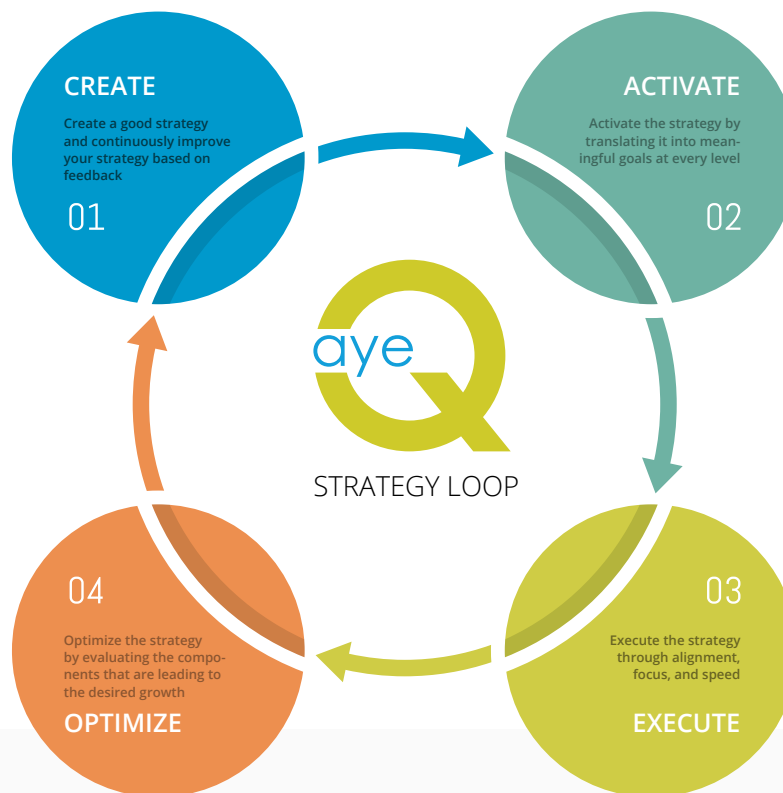 CREATE
Create a good strategy
and continuously improve
your strategy based on
feedback
01
ACTIVATE
Activate the strategy by
translating it into mean-
ingful goals at every level
02
aye Q
STRATEGY LOOP
03
Execute the strategy
through alignment,
focus, and speed
EXECUTE
04
Optimize the strategy
by evaluating the compo-
nents that are leading to
the desired growth
OPTIMIZE